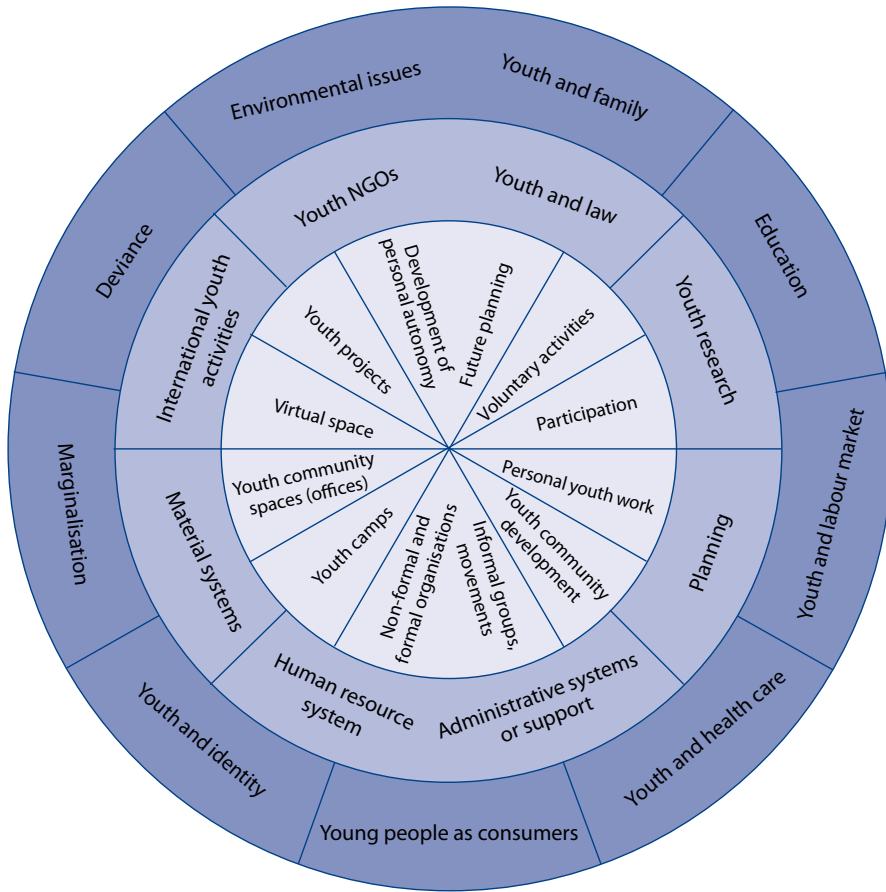 Environmental issues
Youth and family
Education
Youth and labour market
Youth and health care
Young people as consumers
Youth and identity
Marginalisation
Deviance
Youth NGOs
Youth and law
Youth research
Planning
Administrative systems
or support
Human resource
system
Material systems
International youth
activities
Development of
personal autonomy
Future planning
Voluntary activities
Participation
Personal youth work
Youth community
development
Informal groups,
movements
Non-formal and
formal organisations
Youth camps
Youth community
spaces (offices)
Virtual space
Youth projects